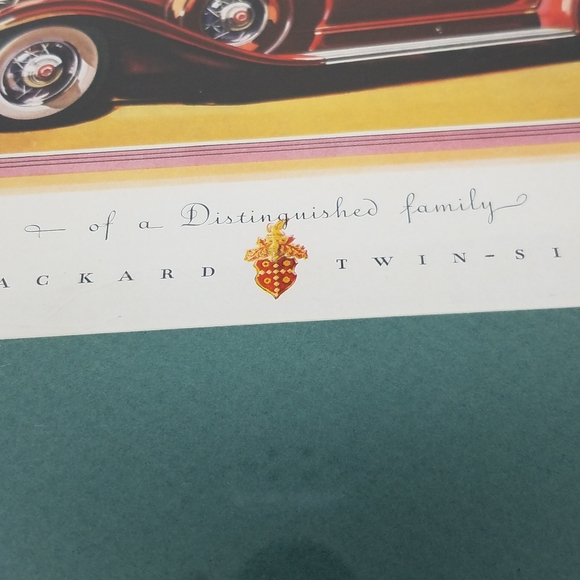 of a Distinguished family
ACKARD TWIN-SI